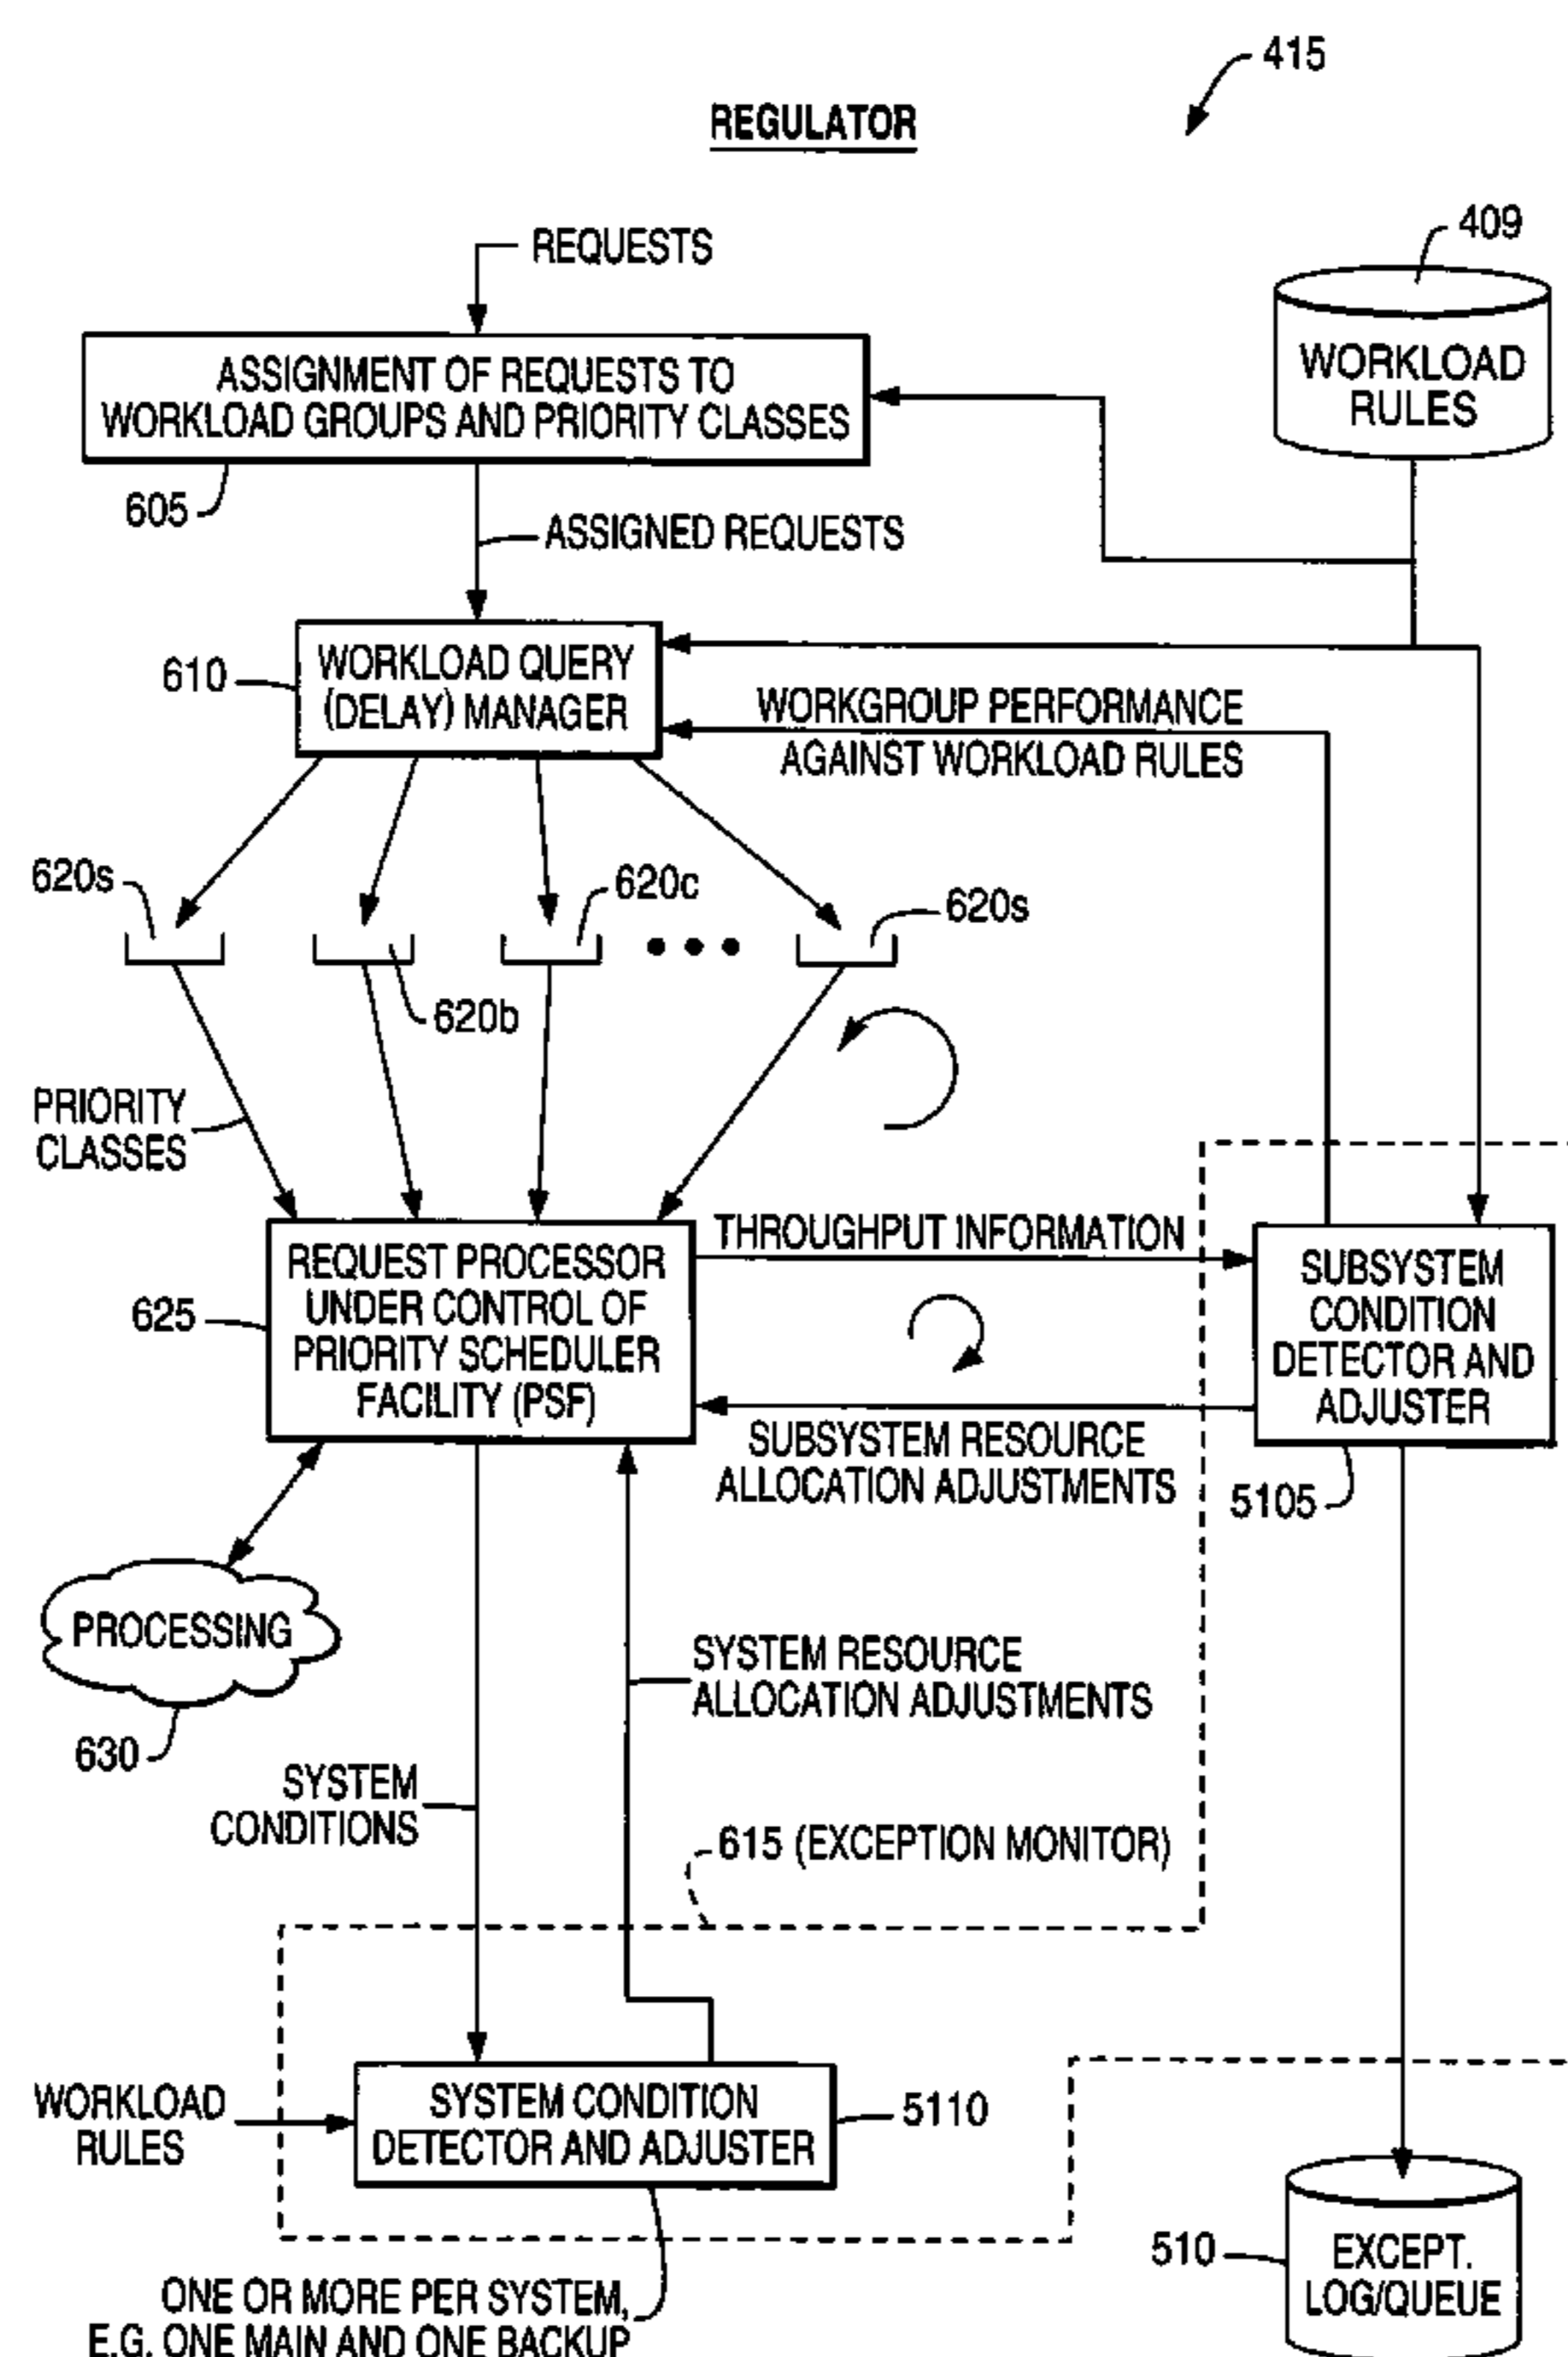 415
REGULATOR
409
REQUESTS
WORKLOAD
RULES
ASSIGNMENT OF REQUESTS TO
WORKLOAD GROUPS AND PRIORITY CLASSES
605
ASSIGNED REQUESTS
610
WORKLOAD QUERY
(DELAY) MANAGER
WORKGROUP PERFORMANCE
AGAINST WORKLOAD RULES
620s
620c
620s
620b
PRIORITY
CLASSES
THROUGHPUT INFORMATION
625
REQUEST PROCESSOR
UNDER CONTROL OF
PRIORITY SCHEDULER
FACILITY (PSF)
SUBSYSTEM
CONDITION
DETECTOR AND
ADJUSTER
SUBSYSTEM RESOURCE
ALLOCATION ADJUSTMENTS
5105
PROCESSING
630
SYSTEM RESOURCE
ALLOCATION ADJUSTMENTS
SYSTEM
CONDITIONS
615 (EXCEPTION MONITOR)
WORKLOAD
RULES
SYSTEM CONDITION
DETECTOR AND ADJUSTER
5110
510
EXCEPT.
LOG/QUEUE
ONE OR MORE PER SYSTEM,
E.G. ONE MAIN AND ONE BACKUP